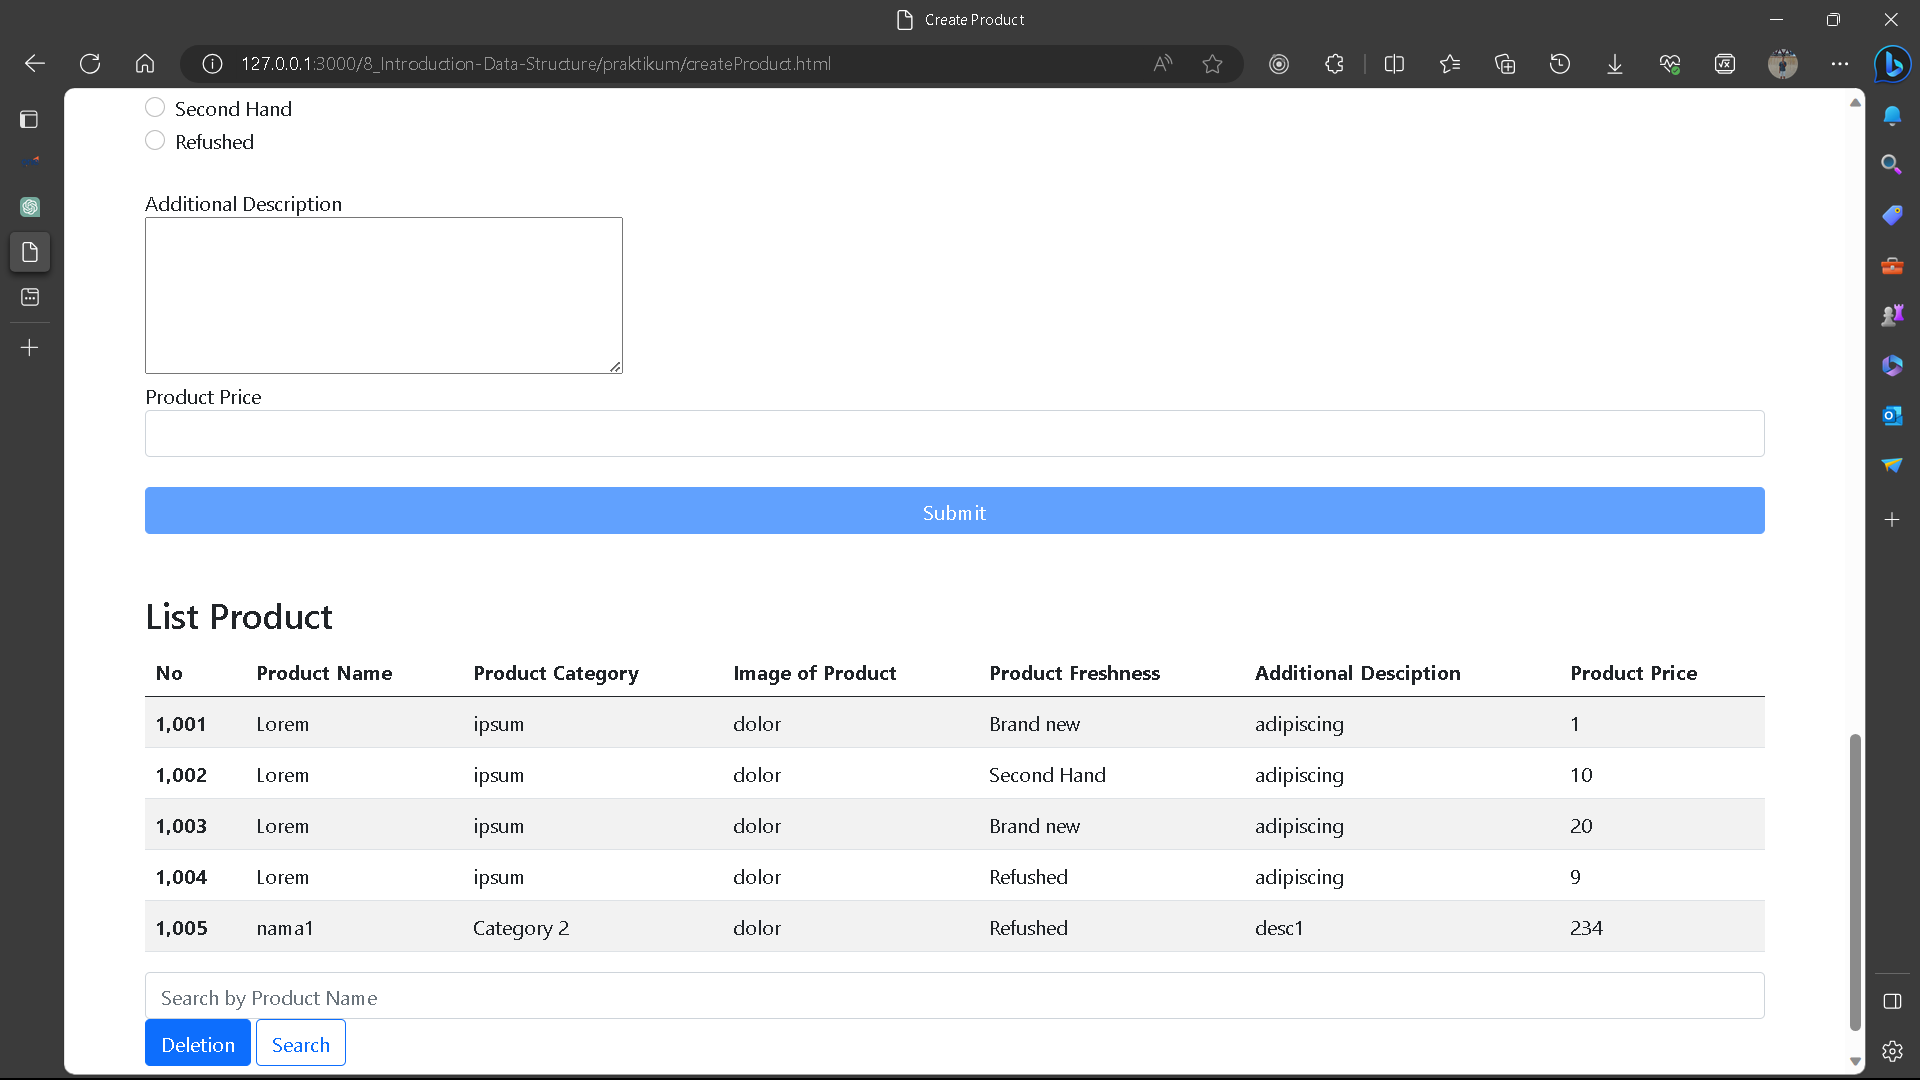 Create Product
127.0.0.1:3000/8_Introduction-Data-Structure/praktikum/createProduct.html
Second Hand
Refushed
Additional Description
Product Price
Submit
List Product
No Product Name Product Category Image of Product Product Freshness Additional Desciption Product Price
1,001 Lorem ipsum dolor Brand new adipiscing 1
1,002 Lorem ipsum dolor Second Hand adipiscing 10
1,003 Lorem ipsum dolor Brand new adipiscing 20
1,004 Lorem ipsum dolor Refushed adipiscing 9
1,005 nama1 Category 2 dolor Refushed desc1 234
Search by Product Name
Deletion Search